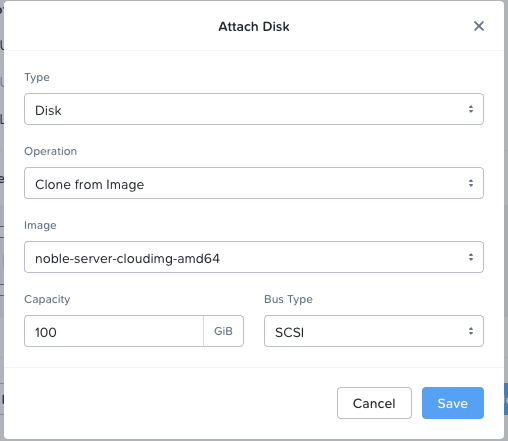 Attach Disk
Type
Disk
Operation
Clone from Image
Image
noble-server-cloudimg-amd64
Capacity
Bus Type
100 GiB
SCSI
Cancel
Save